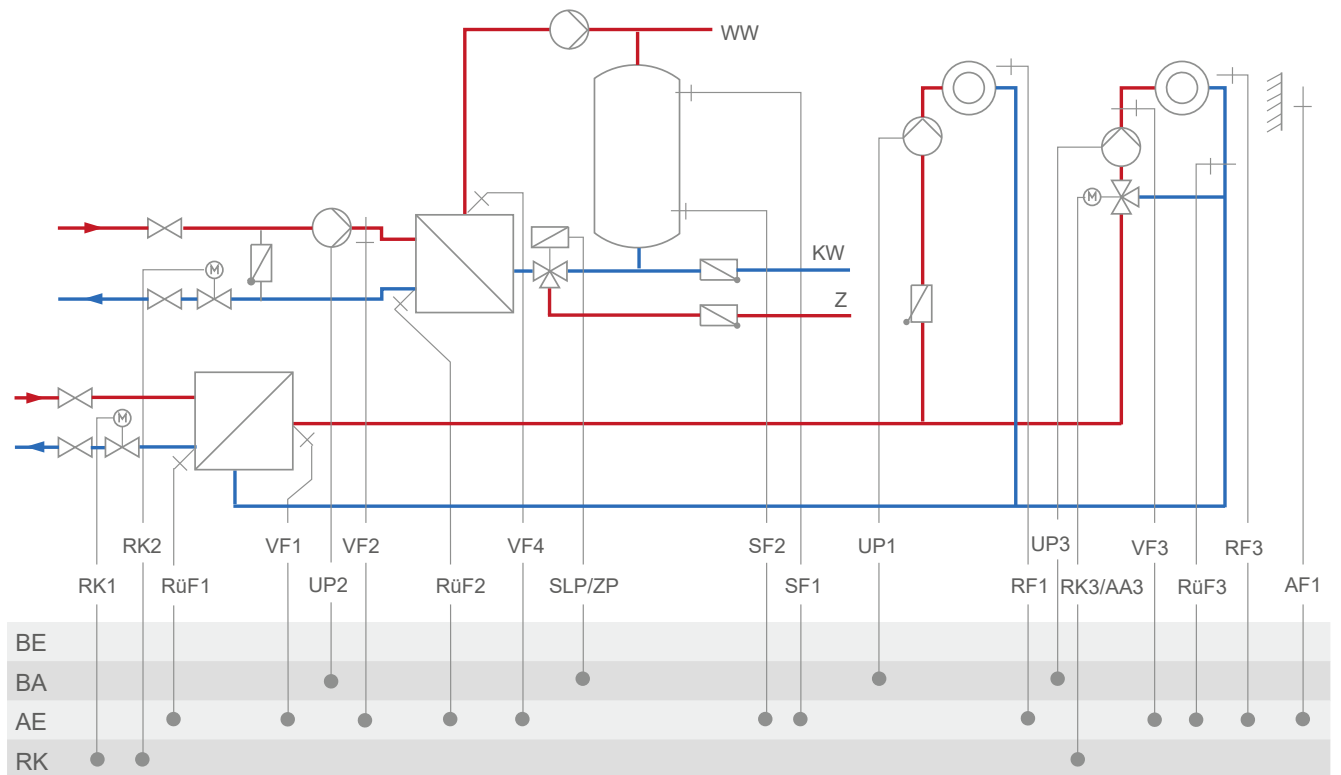 WW
KW
Z
M
M
M
RK2 VF1 VF2 VF4 SF2 UP1 UP3 VF3 RF3
RK1 RüF1 UP2 RüF2 SLP/ZP SF1 RF1 RK3/AA3 RüF3 AF1
BE
BA
AE
RK